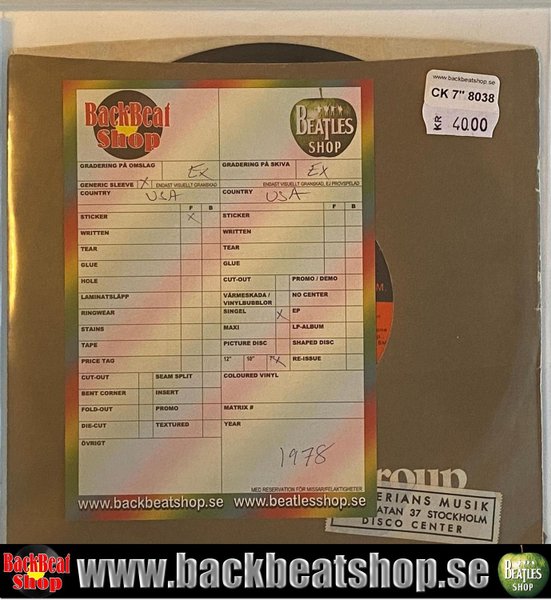 www.backbeatshop.se
CK 7" 8038
KR 40.00
BackBeat Shop
BEATLES SHOP
GRADERING PÅ OMSLAG Ex
GRADERING PÅ SKIVA Ex
GENERIC SLEEVE X ENDAST VISUELLT GRANSKAD
ENDAST VISUELLT GRANSKAD, EJ PROVSPELAD
COUNTRY USA
COUNTRY USA
F B
F B
STICKER X
STICKER
WRITTEN
WRITTEN
TEAR
TEAR
GLUE
GLUE
HOLE
CUT-OUT PROMO / DEMO
LAMINATSLÄPP
VÄRMESKADA / VINYLBUBBLOR NO CENTER
RINGWEAR
SINGEL X EP
STAINS
MAXI LP-ALBUM
TAPE
PICTURE DISC SHAPED DISC
PRICE TAG
12" 10" 7" X RE-ISSUE
CUT-OUT SEAM SPLIT
COLOURED VINYL
BENT CORNER INSERT
FOLD-OUT PROMO
MATRIX #
DIE-CUT TEXTURED
YEAR
ÖVRIGT
1978
MED RESERVATION FÖR MISSAR/FELAKTIGHETER
www.backbeatshop.se www.beatlesshop.se
roup
ERIANS MUSIK
ATAN 37 STOCKHOLM
DISCO CENTER
BackBeat Shop
www.backbeatshop.se
BEATLES SHOP